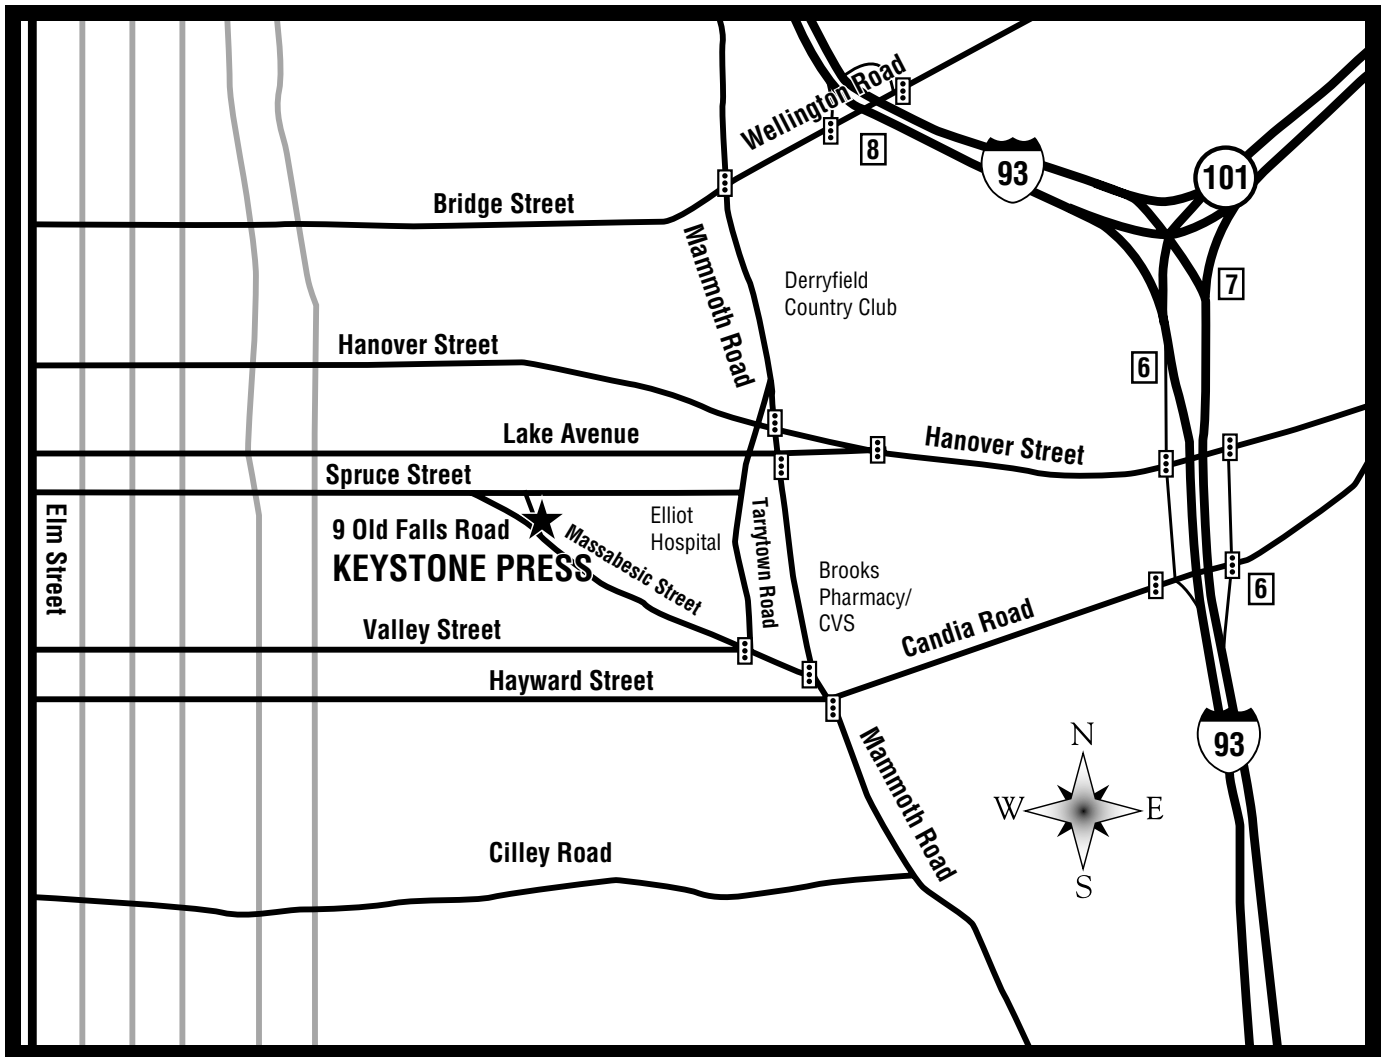 Wellington Road
8
93
101
Bridge Street
Mammoth Road
Derryfield
Country Club
7
Hanover Street
6
Lake Avenue
Hanover Street
Spruce Street
Elm Street
9 Old Falls Road
KEYSTONE PRESS
Massabesic Street
Elliot
Hospital
Tarrytown Road
Brooks
Pharmacy/
CVS
Candia Road
6
Valley Street
Hayward Street
93
Mammoth Road
N
W
E
S
Cilley Road